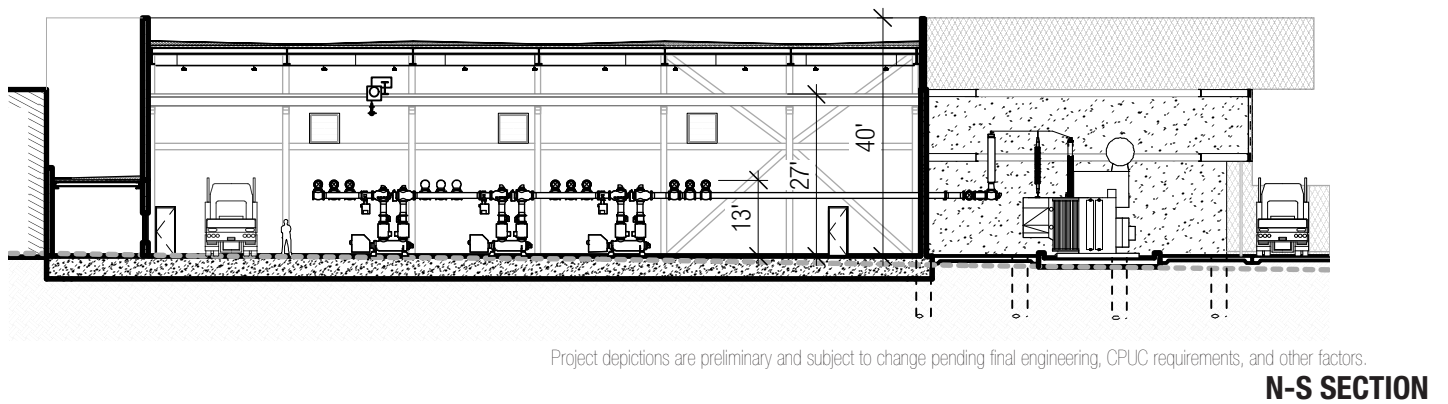 40'
27'
13'
Project depictions are preliminary and subject to change pending final engineering, CPUC requirements, and other factors.
N-S SECTION